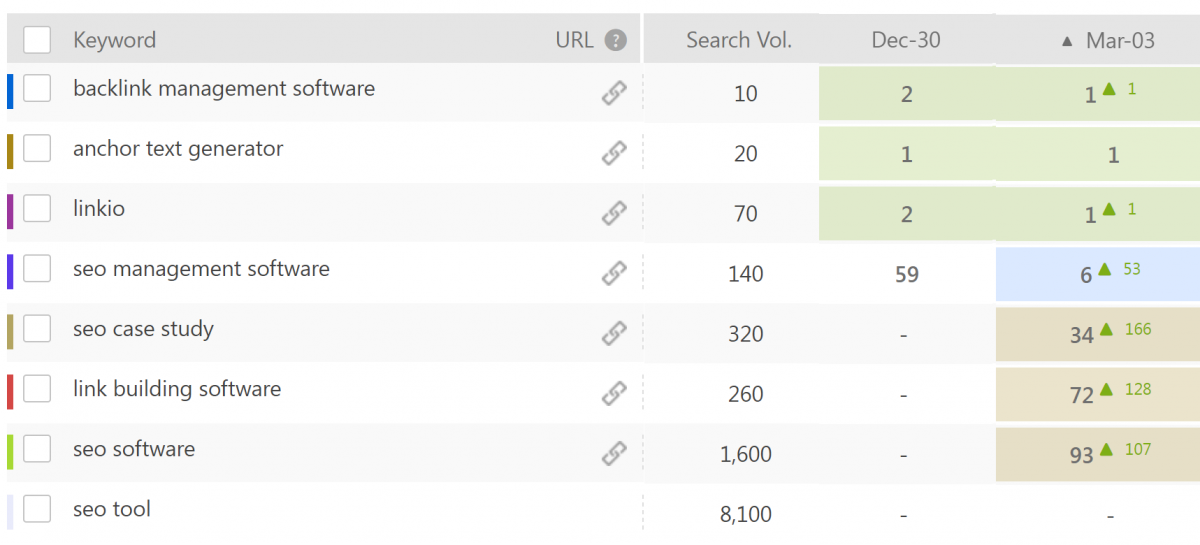 Keyword URL ? Search Vol. Dec-30 ▲ Mar-03
backlink management software 10 2 1 ▲ 1
anchor text generator 20 1 1
linkio 70 2 1 ▲ 1
seo management software 140 59 6 ▲ 53
seo case study 320 - 34 ▲ 166
link building software 260 - 72 ▲ 128
seo software 1,600 - 93 ▲ 107
seo tool 8,100 - -